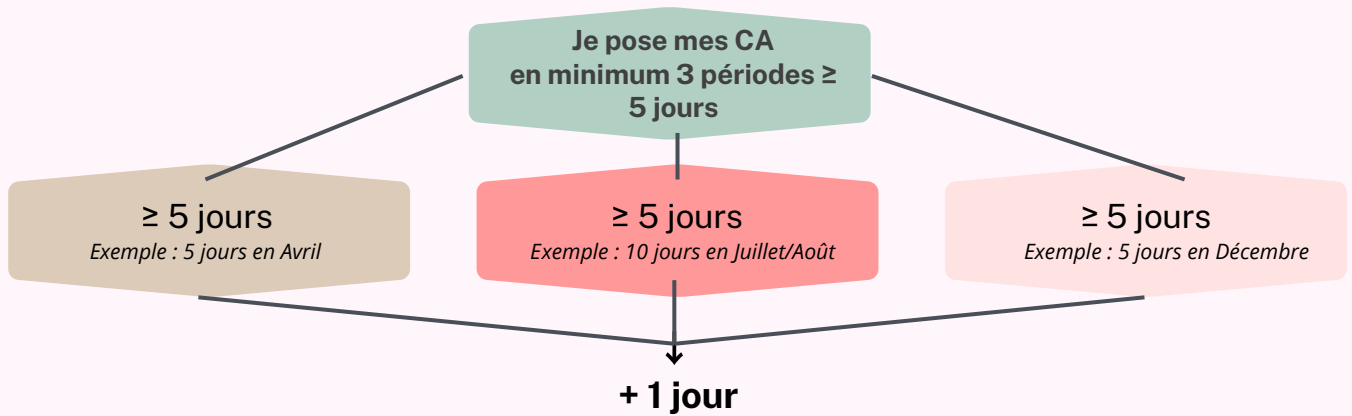 Je pose mes CA
en minimum 3 périodes ≥
5 jours
≥ 5 jours
Exemple : 5 jours en Avril
≥ 5 jours
Exemple : 10 jours en Juillet/Août
≥ 5 jours
Exemple : 5 jours en Décembre
+ 1 jour